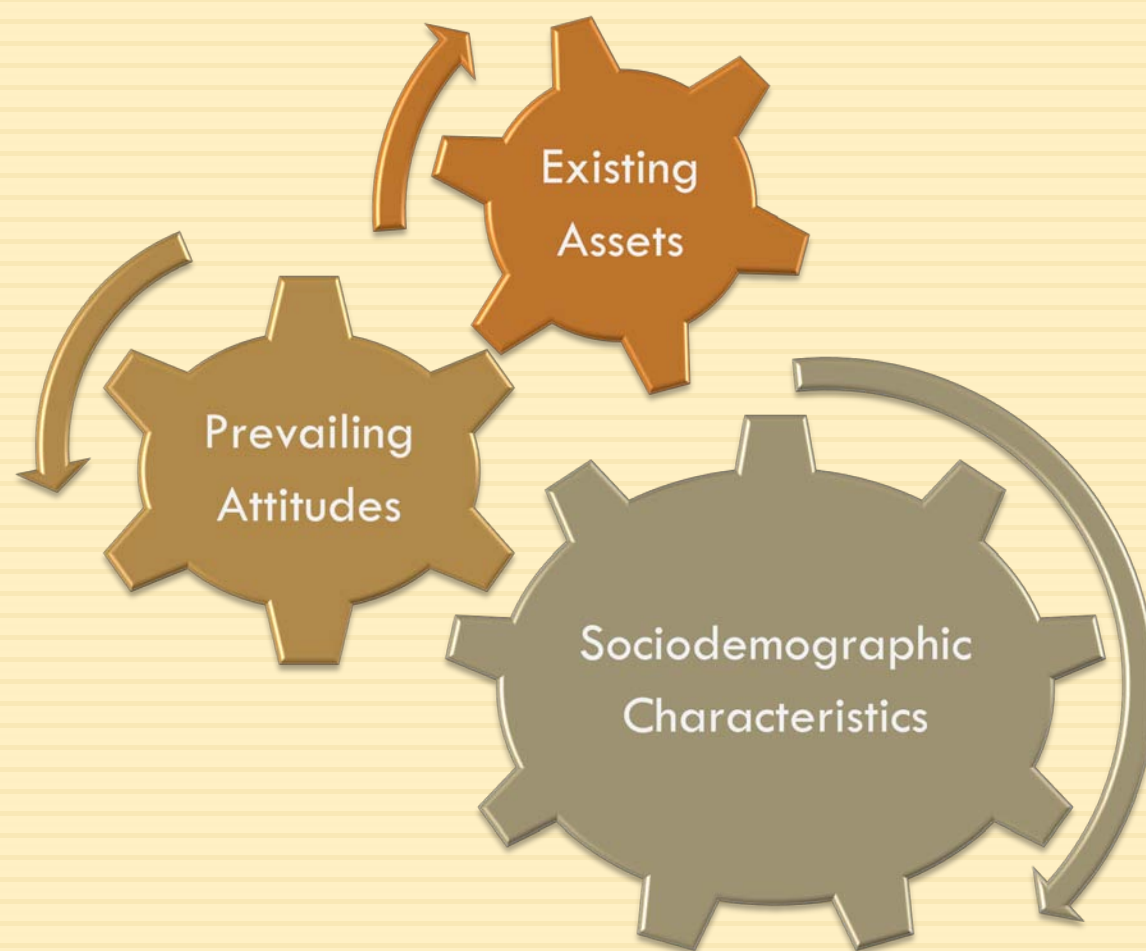 Existing
Assets
Prevailing
Attitudes
Sociodemographic
Characteristics